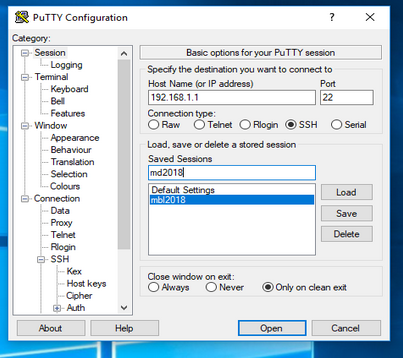 PuTTY Configuration
?
Category:
Session
Logging
Terminal
Keyboard
Bell
Features
Window
Appearance
Behaviour
Translation
Selection
Colours
Connection
Data
Proxy
Telnet
Rlogin
SSH
Kex
Host keys
Cipher
Auth
Basic options for your PuTTY session
Specify the destination you want to connect to
Host Name (or IP address) Port
192.168.1.1 22
Connection type:
Raw Telnet Rlogin SSH Serial
Load, save or delete a stored session
Saved Sessions
md2018
Default Settings
mbl2018
Load
Save
Delete
Close window on exit:
Always Never Only on clean exit
About Help Open Cancel